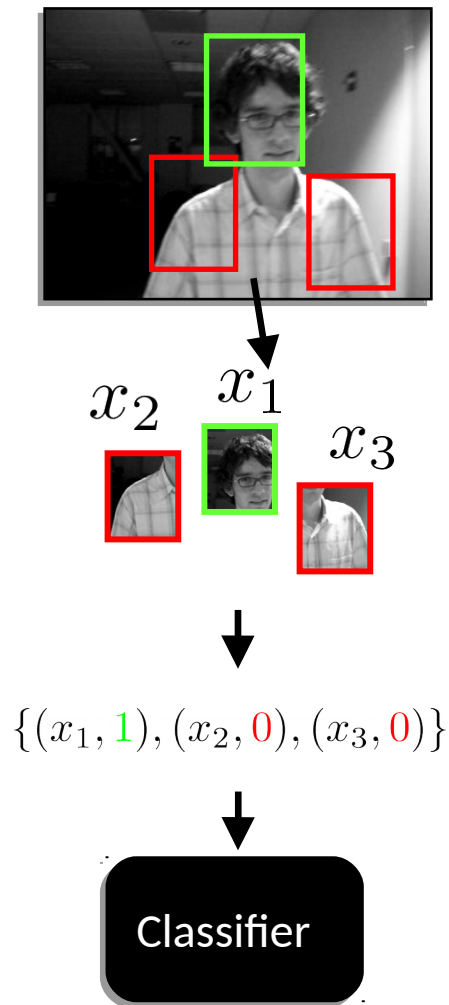 x₁
x₂
x₃
{(x₁, 1), (x₂, 0), (x₃, 0)}
Classifier